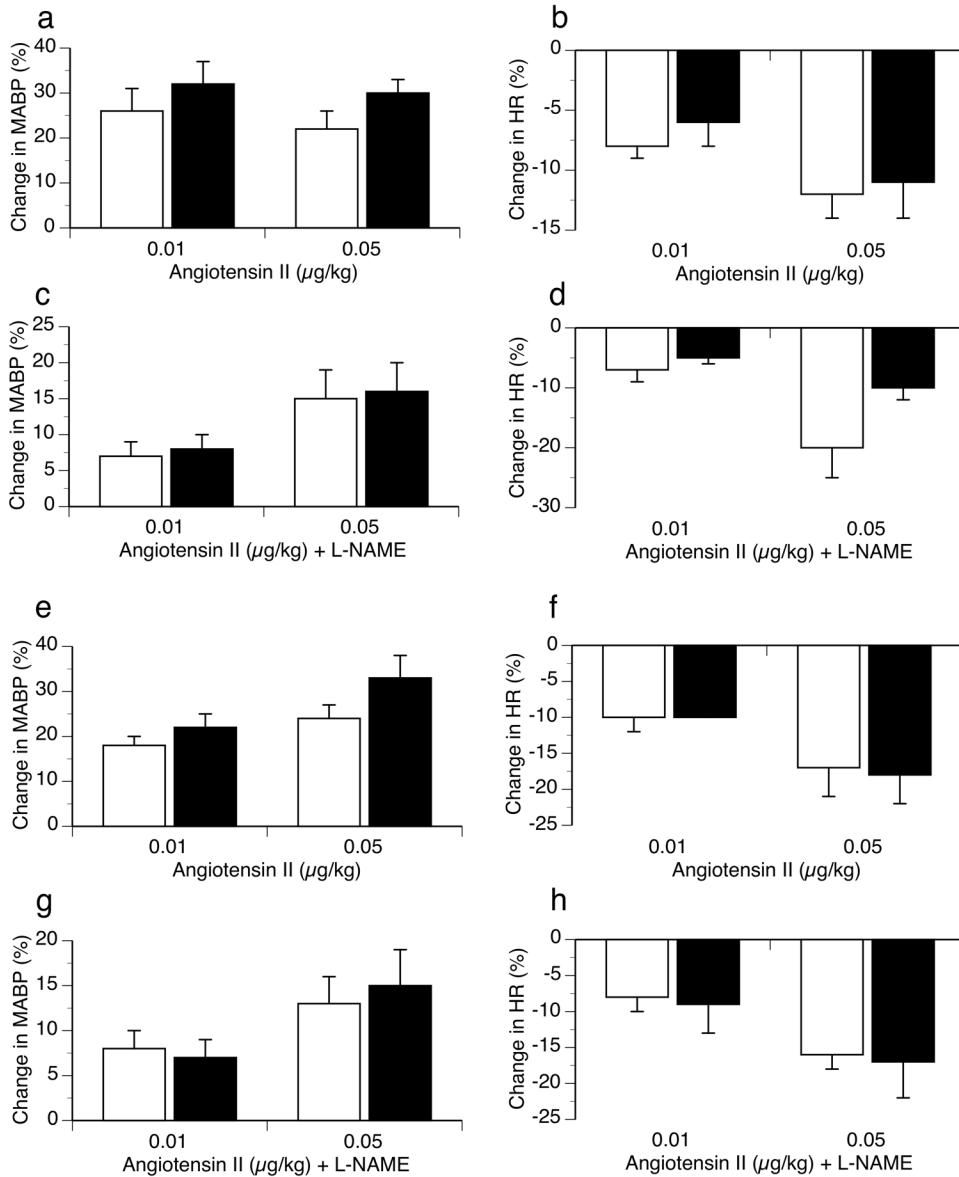 a
Change in MABP (%)
40
30
20
10
0
0.01 0.05
Angiotensin II (µg/kg)
b
Change in HR (%)
0
-5
-10
-15
0.01 0.05
Angiotensin II (µg/kg)
c
Change in MABP (%)
25
20
15
10
5
0
0.01 0.05
Angiotensin II (µg/kg) + L-NAME
d
Change in HR (%)
0
-10
-20
-30
0.01 0.05
Angiotensin II (µg/kg) + L-NAME
e
Change in MABP (%)
40
30
20
10
0
0.01 0.05
Angiotensin II (µg/kg)
f
Change in HR (%)
0
-5
-10
-15
-20
-25
0.01 0.05
Angiotensin II (µg/kg)
g
Change in MABP (%)
20
15
10
5
0
0.01 0.05
Angiotensin II (µg/kg) + L-NAME
h
Change in HR (%)
0
-5
-10
-15
-20
-25
0.01 0.05
Angiotensin II (µg/kg) + L-NAME